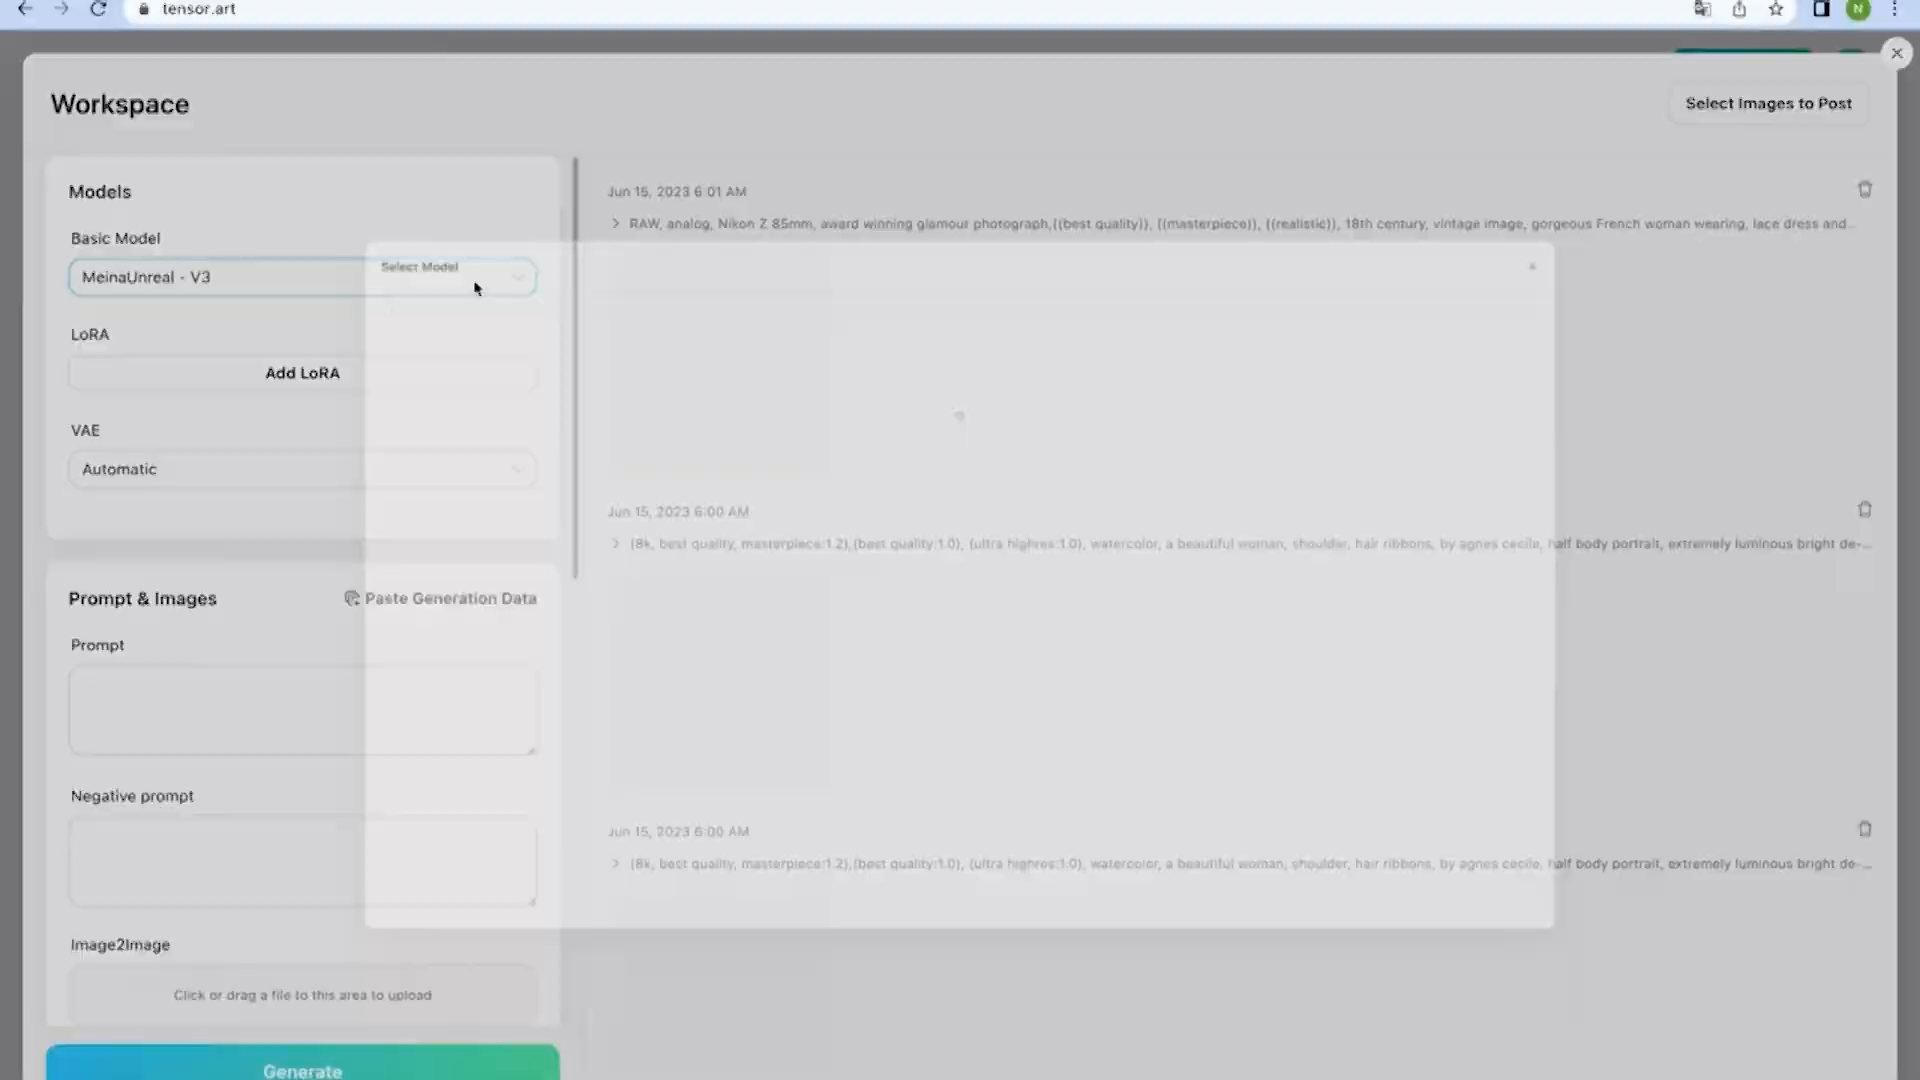 tensor.art
N
Workspace
Select Images to Post
Models
Basic Model
MeinaUnreal - V3
Select Model
LoRA
Add LoRA
VAE
Automatic
Prompt & Images
Paste Generation Data
Prompt
Negative prompt
Image2Image
Click or drag a file to this area to upload
Generate
Jun 15, 2023 6:01 AM
RAW, analog, Nikon Z 85mm, award winning glamour photograph,((best quality)), ((masterpiece)), ((realistic)), 18th century, vintage image, gorgeous French woman wearing, lace dress and...
Jun 15, 2023 6:00 AM
(8k, best quality, masterpiece:1.2),(best quality:1.0), (ultra highres:1.0), watercolor, a beautiful woman, shoulder, hair ribbons, by agnes cecile, half body portrait, extremely luminous bright de-...
Jun 15, 2023 6:00 AM
(8k, best quality, masterpiece:1.2),(best quality:1.0), (ultra highres:1.0), watercolor, a beautiful woman, shoulder, hair ribbons, by agnes cecile, half body portrait, extremely luminous bright de-...